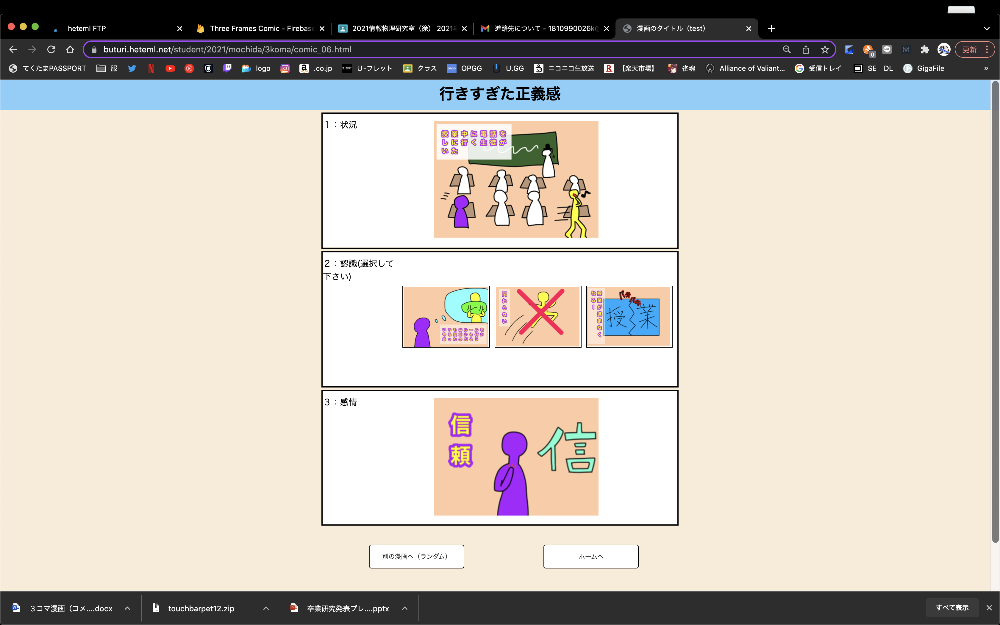 heteml FTP
Three Frames Comic - Firebase
2021情報物理研究室（徐） 2021卒
進路先について - 1810990026k@
漫画のタイトル（test）
buturi.heteml.net/student/2021/mochida/3koma/comic_06.html
0
LINE
更新
てくたまPASSPORT
服
logo
.co.jp
U-FRET
U-フレット
クラス
OPGG
OPGG
U.GG
ニコニコ生放送
【楽天市場】
雀魂
Alliance of Valiant...
受信トレイ
SE
DL
GigaFile
»
行きすぎた正義感
1：状況
授業中に電話を
しに行く生徒が
いた
2：認識(選択して
下さい)
ルール
いつもはルールを
守る奴だから何か
あったのだろう
関わらない
授業が進まなく
なる！
バキバキ
授業
3：感情
信頼
信
別の漫画へ（ランダム）
ホームへ
３コマ漫画（コメ....docx
touchbarpet12.zip
卒業研究発表プレ....pptx
すべて表示